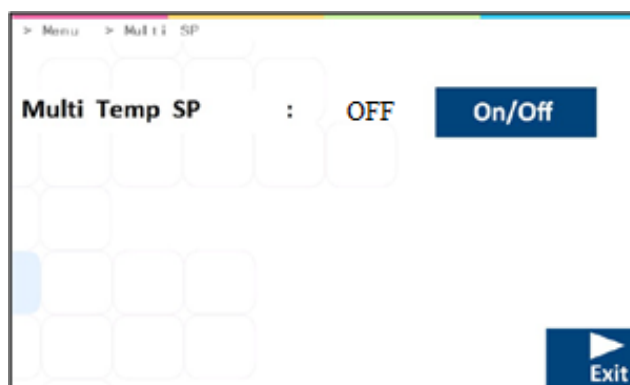 > Menu > Multi SP
Multi Temp SP : OFF On/Off
Exit